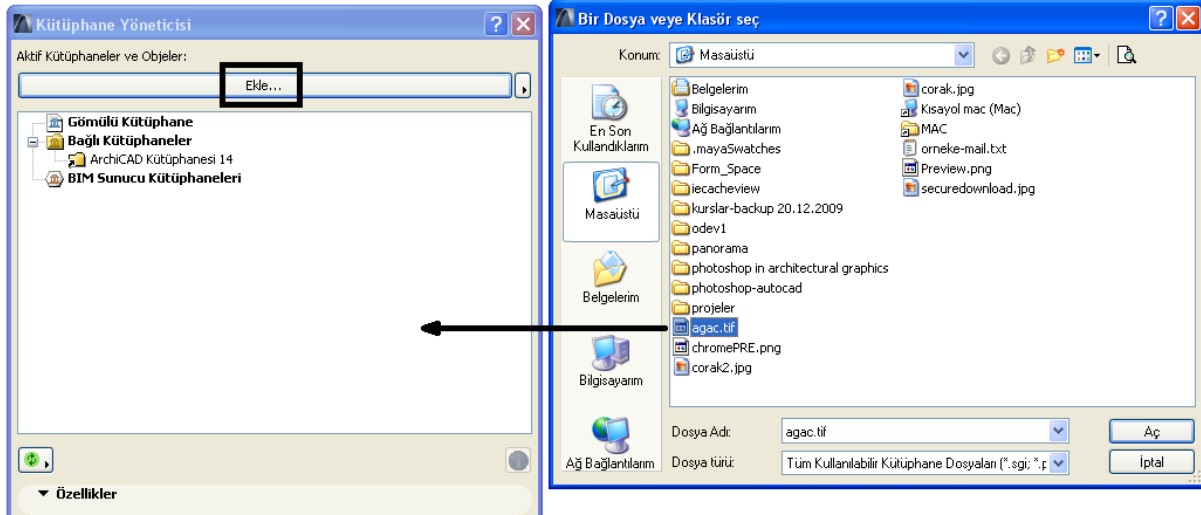 Kütüphane Yöneticisi
Aktif Kütüphaneler ve Objeler:
Ekle...
Gömülü Kütüphane
Bağlı Kütüphaneler
ArchiCAD Kütüphanesi 14
BIM Sunucu Kütüphaneleri
Özellikler
Bir Dosya veye Klasör seç
Konum:
Masaüstü
En Son
Kullandıklarım
Masaüstü
Belgelerim
Bilgisayarım
Ağ Bağlantılarım
Belgelerim
Bilgisayarım
Ağ Bağlantılarım
.mayaSwatches
Form_Space
iecacheview
kurslar-backup 20.12.2009
odev1
panorama
photoshop in architectural graphics
photoshop-autocad
projeler
agac.tif
chromePRE.png
corak2.jpg
corak.jpg
Kısayol mac (Mac)
MAC
orneke-mail.txt
Preview.png
securedownload.jpg
Dosya Adı:
agac.tif
Aç
Dosya türü:
Tüm Kullanılabilir Kütüphane Dosyaları (*.sgi; *.p
İptal